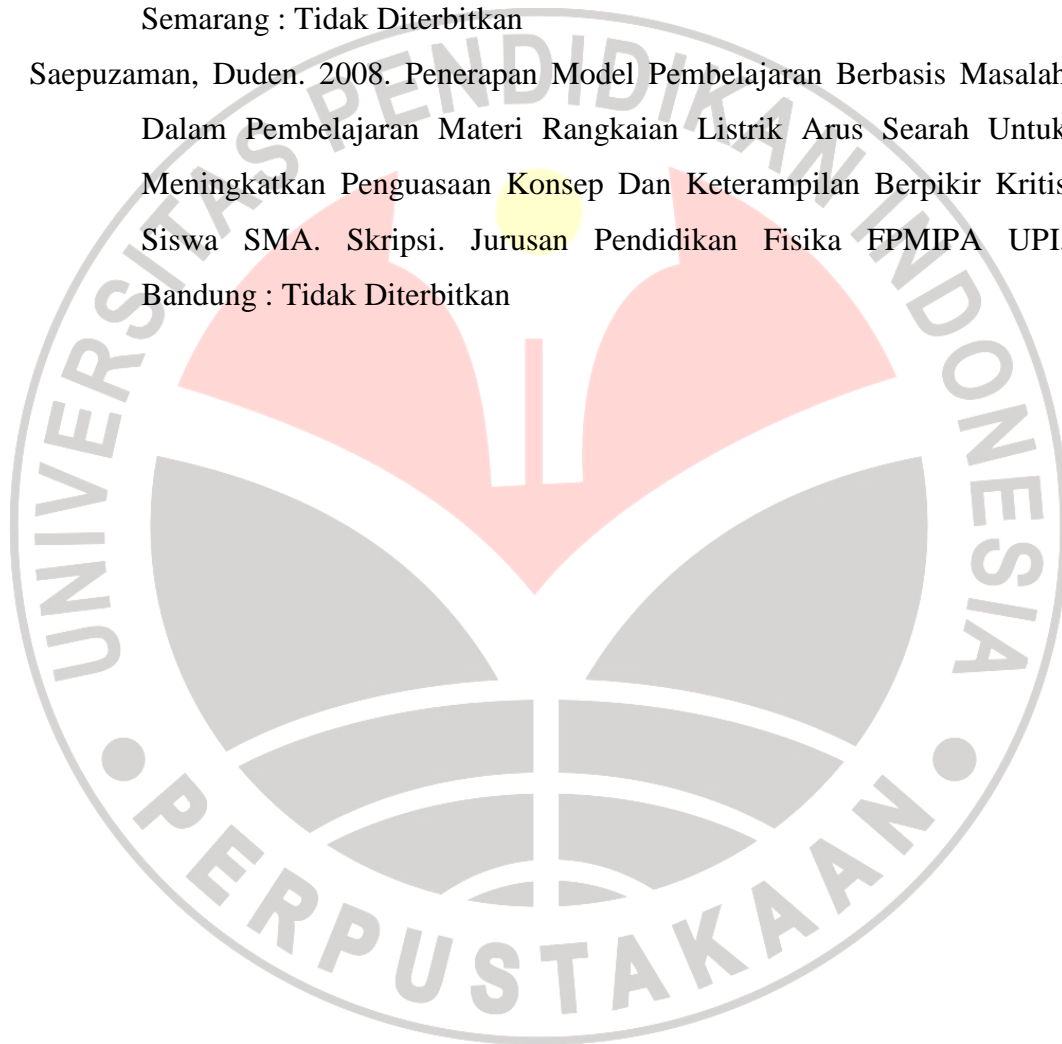 Semarang : Tidak Diterbitkan
Saepuzaman, Duden. 2008. Penerapan Model Pembelajaran Berbasis Masalah
Dalam Pembelajaran Materi Rangkaian Listrik Arus Searah Untuk
Meningkatkan Penguasaan Konsep Dan Keterampilan Berpikir Kritis
Siswa SMA. Skripsi. Jurusan Pendidikan Fisika FPMIPA UPI.
Bandung : Tidak Diterbitkan
UNIVERSITAS PENDIDIKAN INDONESIA
PERPUSTAKAAN